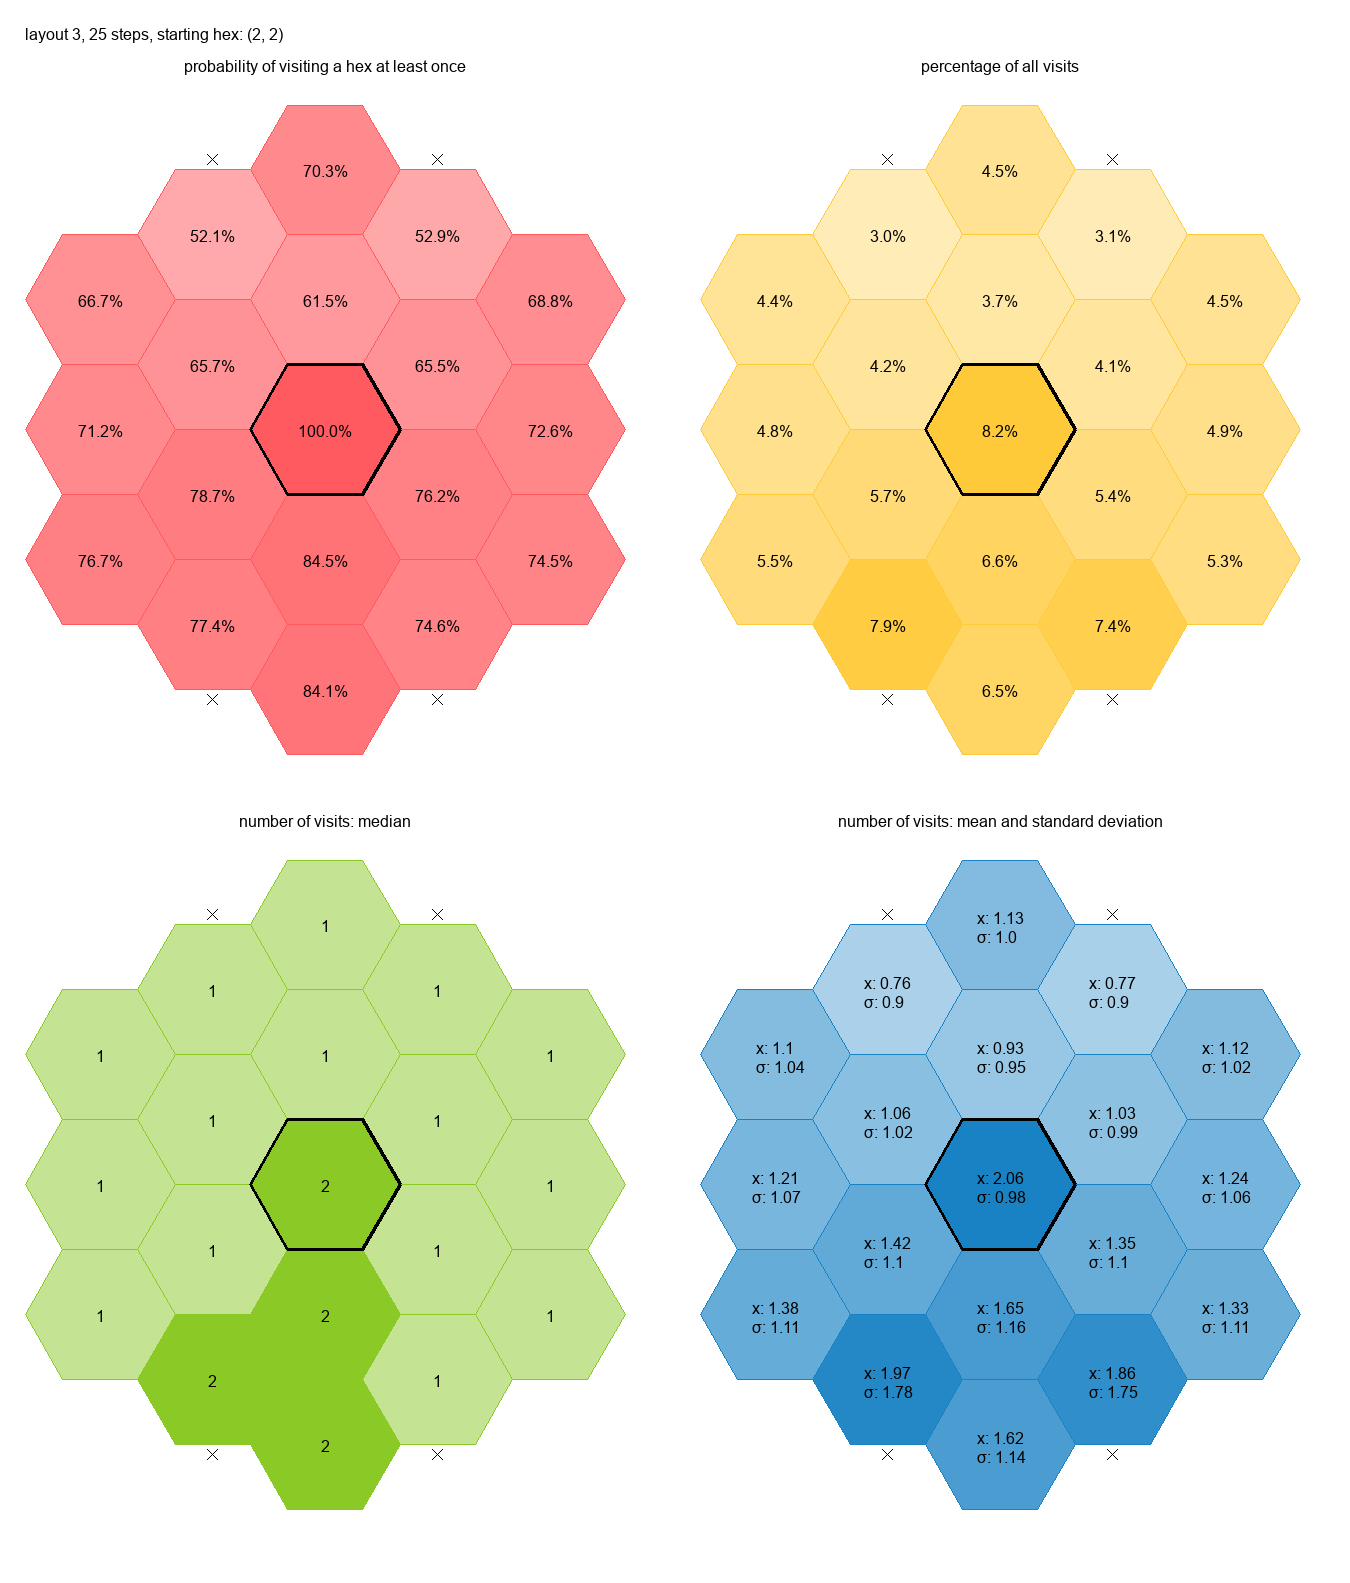 layout 3, 25 steps, starting hex: (2, 2)
probability of visiting a hex at least once
70.3%
52.1%
52.9%
66.7%
61.5%
68.8%
65.7%
65.5%
71.2%
100.0%
72.6%
78.7%
76.2%
76.7%
84.5%
74.5%
77.4%
74.6%
84.1%
percentage of all visits
4.5%
3.0%
3.1%
4.4%
3.7%
4.5%
4.2%
4.1%
4.8%
8.2%
4.9%
5.7%
5.4%
5.5%
6.6%
5.3%
7.9%
7.4%
6.5%
number of visits: median
1
1
1
1
1
1
1
1
1
2
1
1
1
1
2
1
2
1
2
number of visits: mean and standard deviation
x: 1.13
σ: 1.0
x: 0.76
σ: 0.9
x: 0.77
σ: 0.9
x: 1.1
σ: 1.04
x: 0.93
σ: 0.95
x: 1.12
σ: 1.02
x: 1.06
σ: 1.02
x: 1.03
σ: 0.99
x: 1.21
σ: 1.07
x: 2.06
σ: 0.98
x: 1.24
σ: 1.06
x: 1.42
σ: 1.1
x: 1.35
σ: 1.1
x: 1.38
σ: 1.11
x: 1.65
σ: 1.16
x: 1.33
σ: 1.11
x: 1.97
σ: 1.78
x: 1.86
σ: 1.75
x: 1.62
σ: 1.14